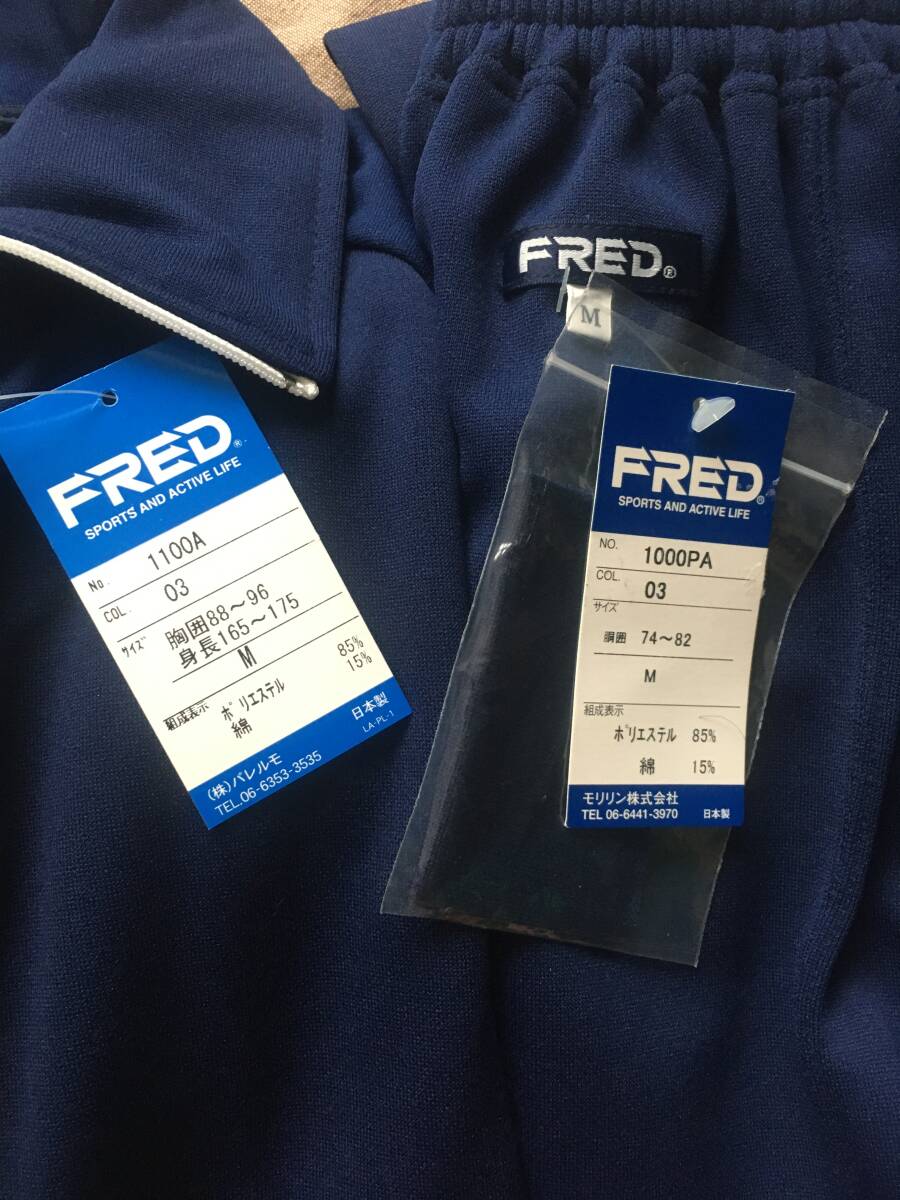 FRED®
M
FRED®
SPORTS AND ACTIVE LIFE
No. 1100A
COL. 03
サイズ 胸囲88～96
身長165～175
M
組成表示 ポリエステル 85%
綿 15%
日本製
LA-PL-1
(株)パレルモ
TEL.06-6353-3535
FRED®
SPORTS AND ACTIVE LIFE
NO. 1000PA
COL. 03
サイズ
胴囲 74～82
M
組成表示
ポリエステル 85%
綿 15%
モリリン株式会社
TEL 06-6441-3970 日本製